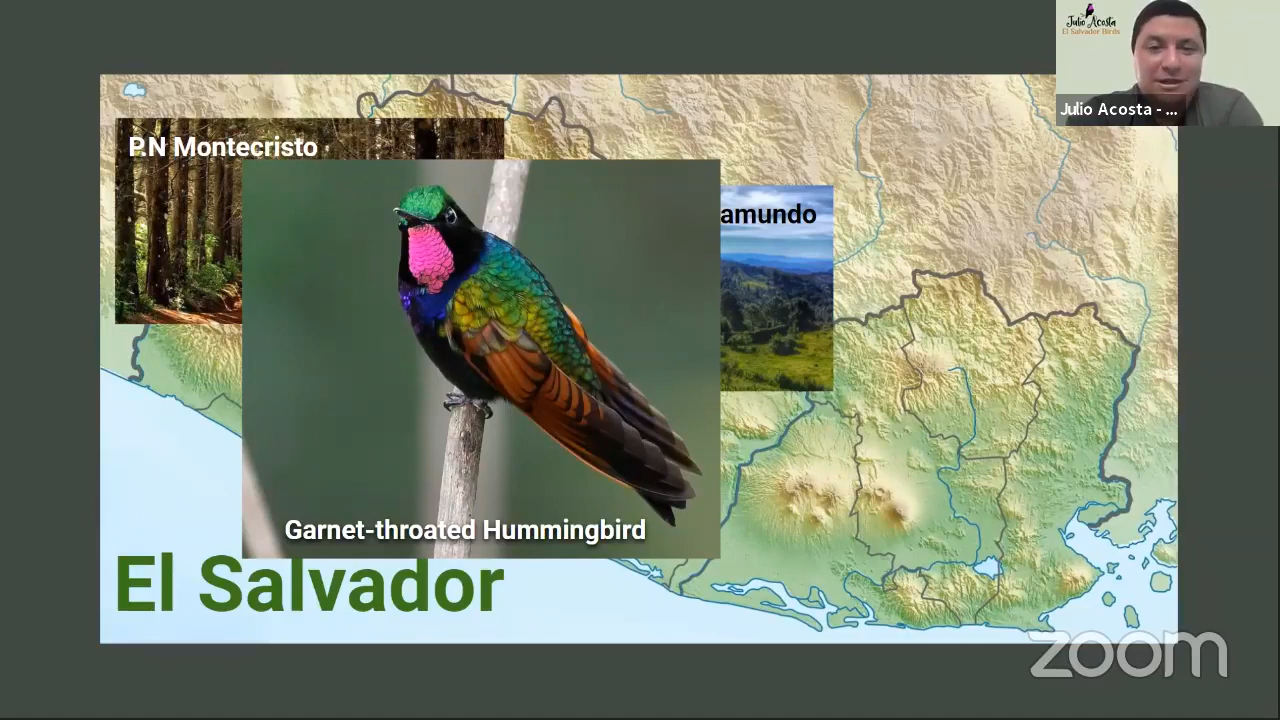 Julio Acosta
El Salvador Birds
Julio Acosta - ...
P.N Montecristo
amundo
Garnet-throated Hummingbird
El Salvador
zoom